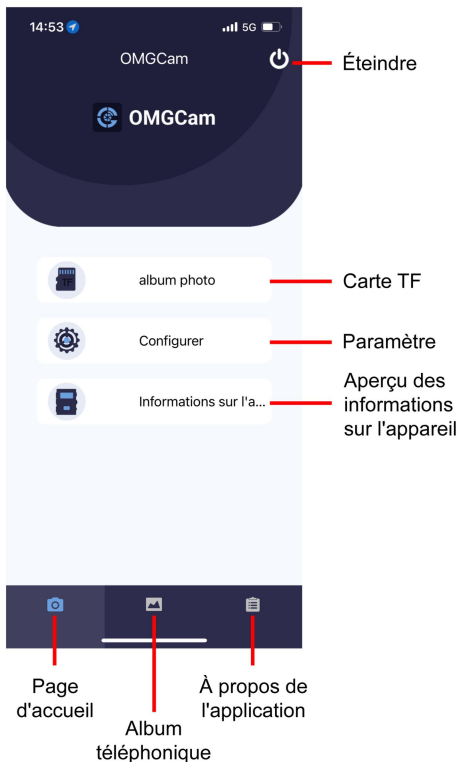 14:53
5G
OMGCam
Éteindre
OMGCam
TF
album photo
Carte TF
Configurer
Paramètre
Informations sur l'a...
Aperçu des
informations
sur l'appareil
Page
d'accueil
Album
téléphonique
À propos de
l'application